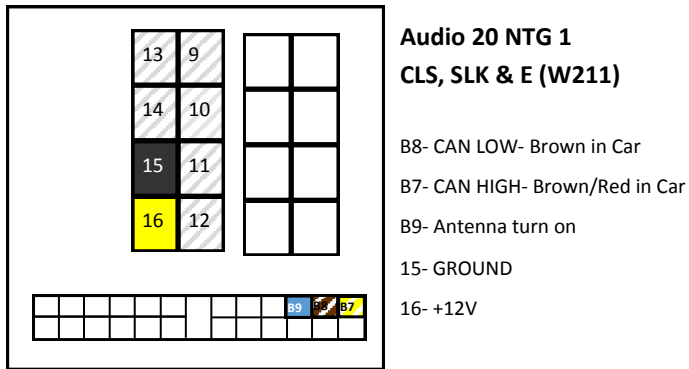 Audio 20 NTG 1
CLS, SLK & E (W211)
13 9
14 10
15 11
16 12
B9 B8 B7
B8- CAN LOW- Brown in Car
B7- CAN HIGH- Brown/Red in Car
B9- Antenna turn on
15- GROUND
16- +12V